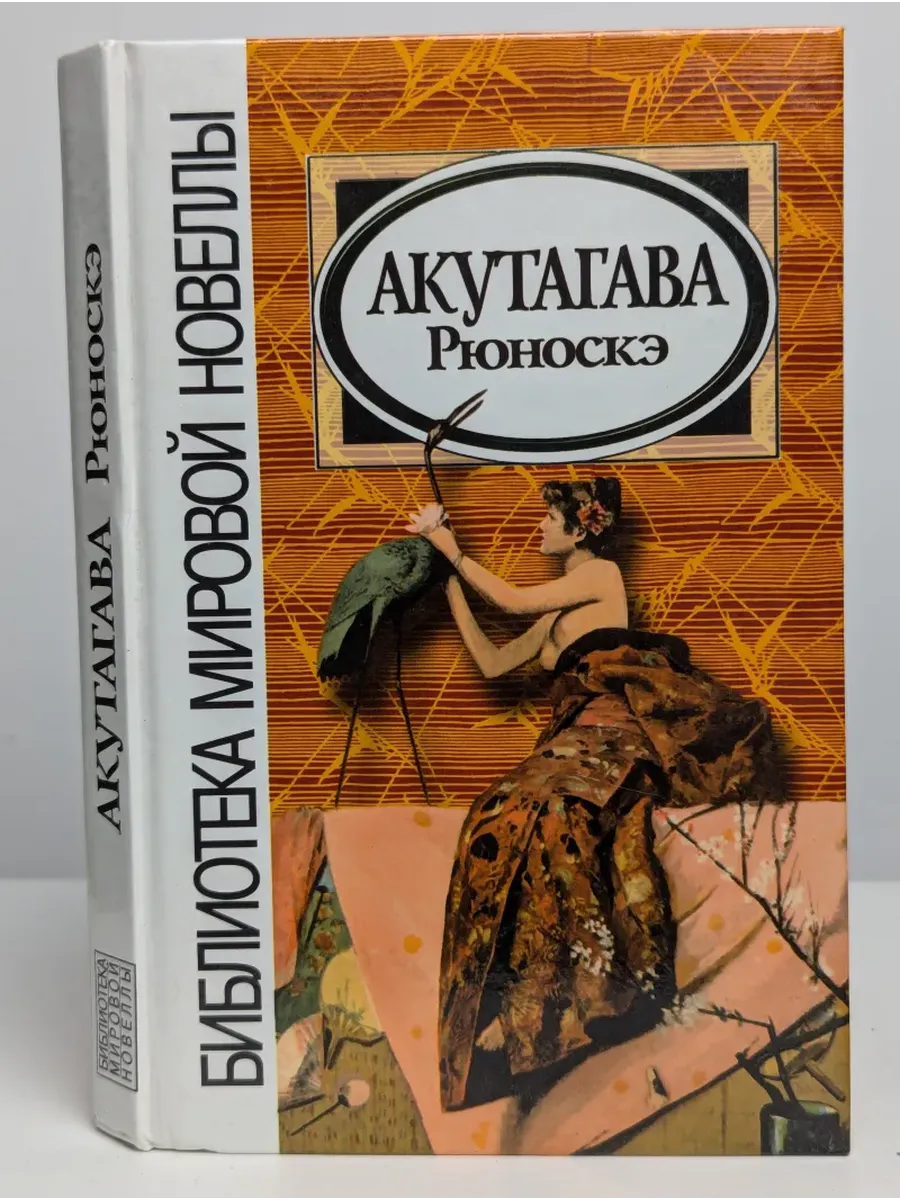 АКУТАГАВА Рюноскэ
БИБЛИОТЕКА
МИРОВОЙ
НОВЕЛЛЫ
БИБЛИОТЕКА МИРОВОЙ НОВЕЛЛЫ
АКУТАГАВА
Рюноскэ